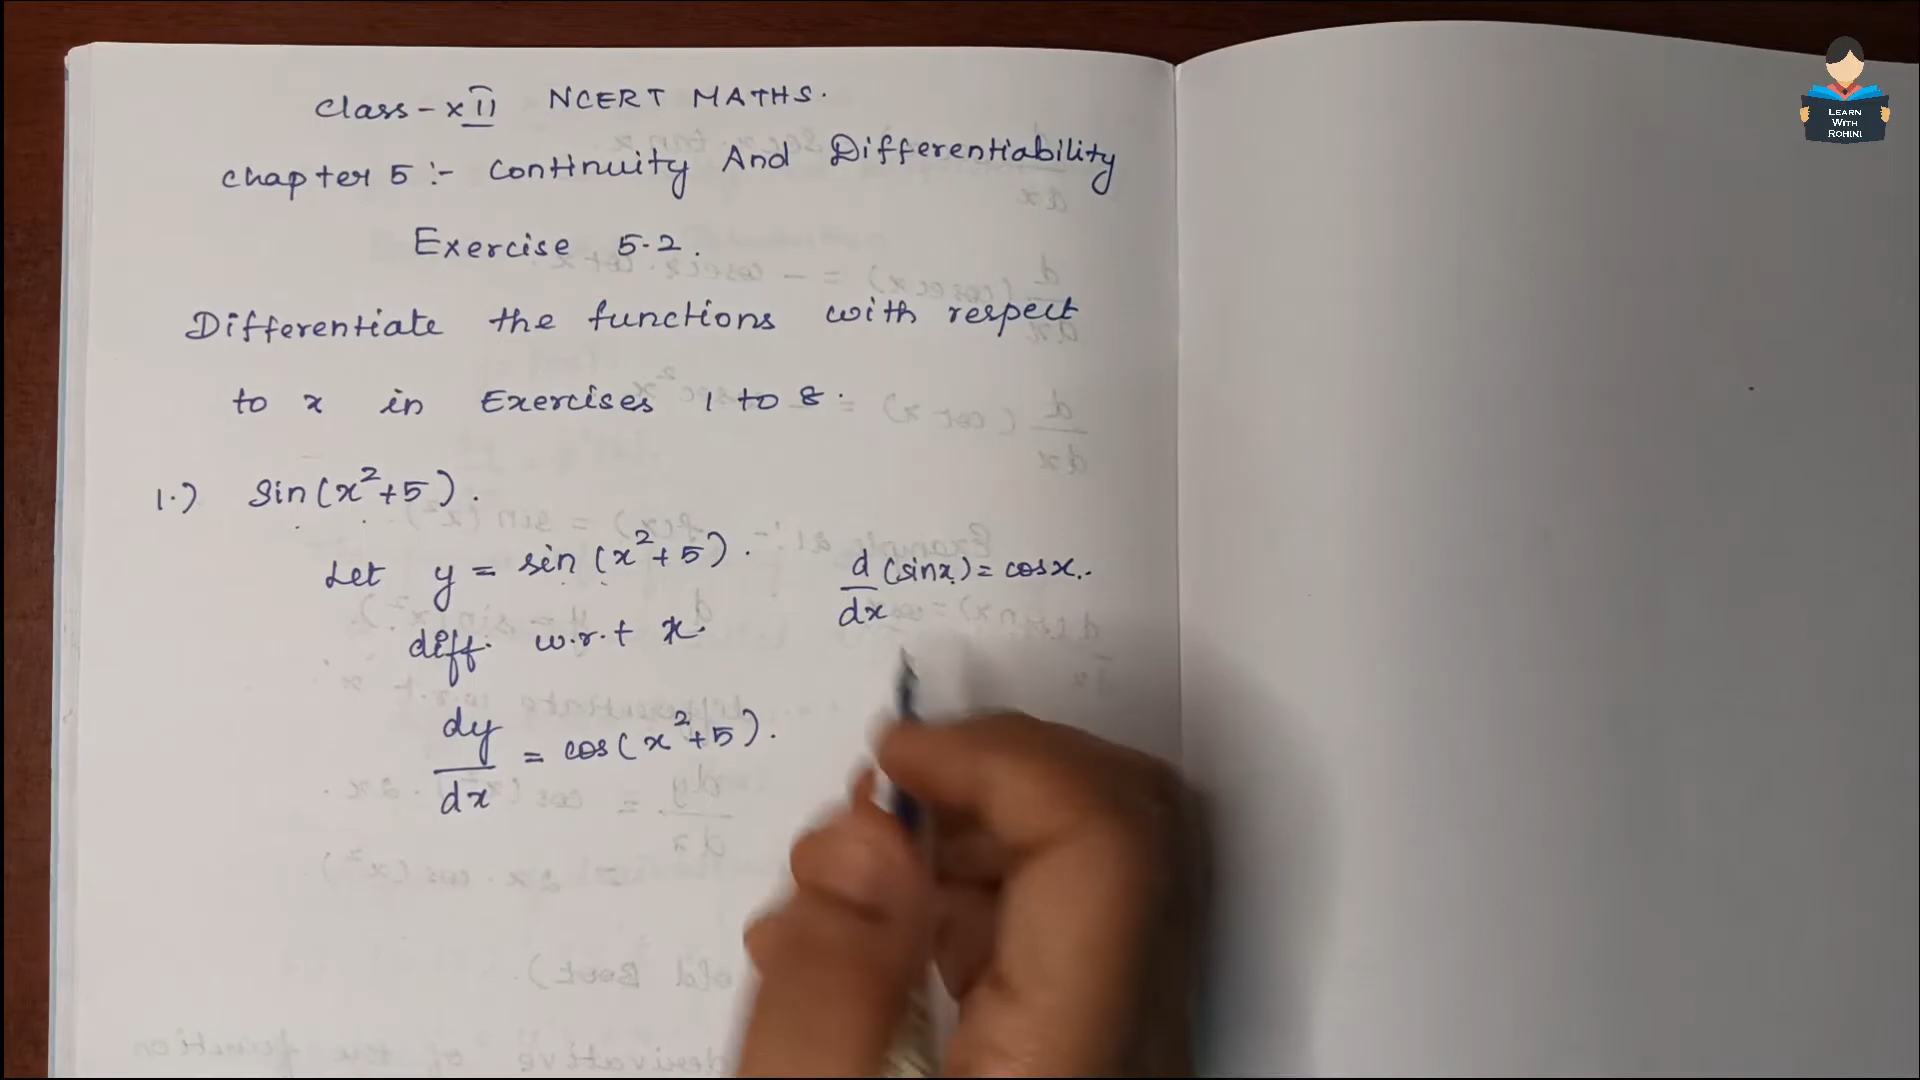 Class - XII NCERT MATHS.
Chapter 5 :- Continuity And Differentiability
Exercise 5.2.
Differentiate the functions with respect
to x in Exercises 1 to 8.
1.) Sin(x²+5).
Let y = sin (x²+5).
d/dx (sinx) = cosx.
diff. w.r.t x.
dy/dx = cos(x²+5).
LEARN
WITH
ROHINI